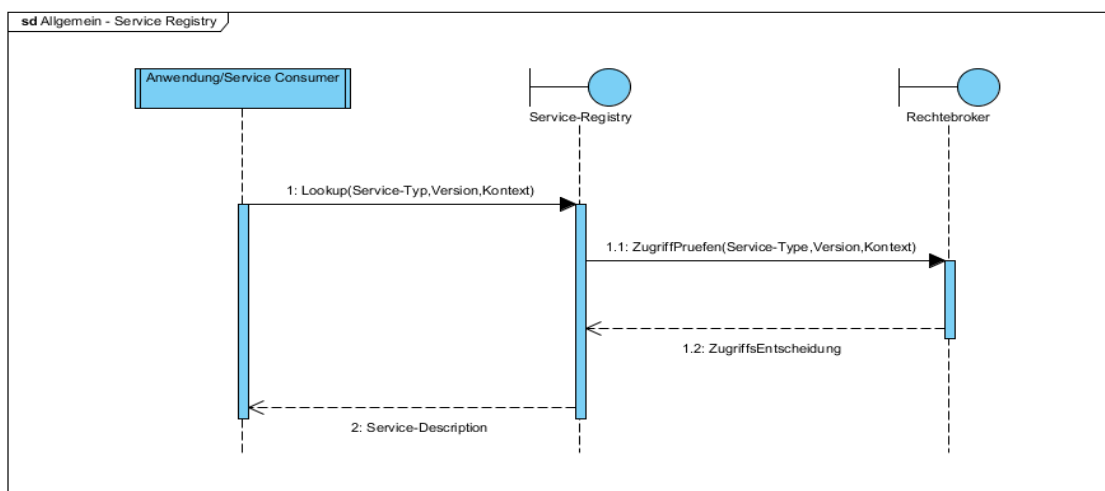 sd Allgemein - Service Registry
Anwendung/Service Consumer
Service-Registry
Rechtebroker
1: Lookup(Service-Typ,Version,Kontext)
1.1: ZugriffPruefen(Service-Type,Version,Kontext)
1.2: ZugriffsEntscheidung
2: Service-Description